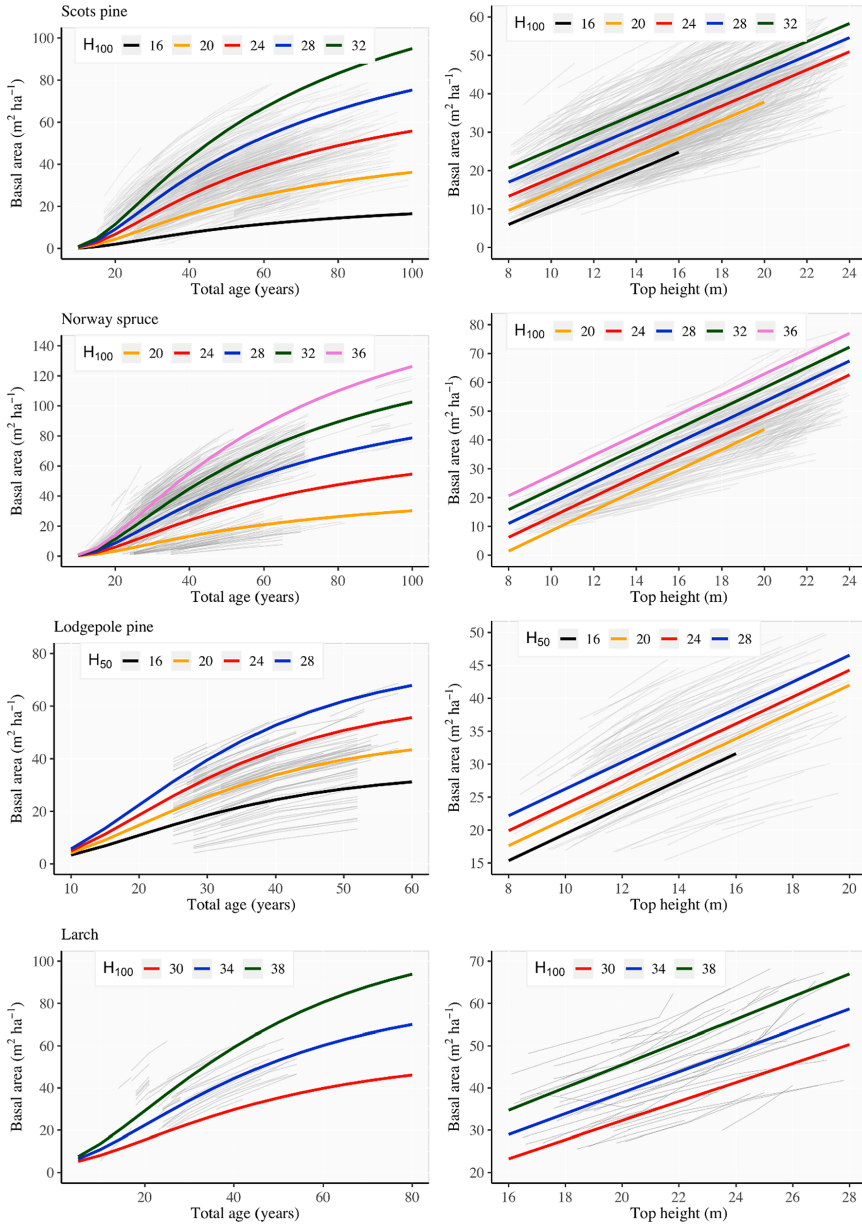 Scots pine
H100 16 20 24 28 32
H100 16 20 24 28 32
Basal area (m² ha⁻¹)
100
80
60
40
20
0
20 40 60 80 100
Total age (years)
Basal area (m² ha⁻¹)
60
50
40
30
20
10
0
8 10 12 14 16 18 20 22 24
Top height (m)
Norway spruce
H100 20 24 28 32 36
H100 20 24 28 32 36
Basal area (m² ha⁻¹)
140
120
100
80
60
40
20
0
20 40 60 80 100
Total age (years)
Basal area (m² ha⁻¹)
80
70
60
50
40
30
20
10
0
8 10 12 14 16 18 20 22 24
Top height (m)
Lodgepole pine
H50 16 20 24 28
H50 16 20 24 28
Basal area (m² ha⁻¹)
80
60
40
20
0
10 20 30 40 50 60
Total age (years)
Basal area (m² ha⁻¹)
50
45
40
35
30
25
20
15
8 10 12 14 16 18 20
Top height (m)
Larch
H100 30 34 38
H100 30 34 38
Basal area (m² ha⁻¹)
100
80
60
40
20
0
20 40 60 80
Total age (years)
Basal area (m² ha⁻¹)
70
60
50
40
30
20
16 18 20 22 24 26 28
Top height (m)